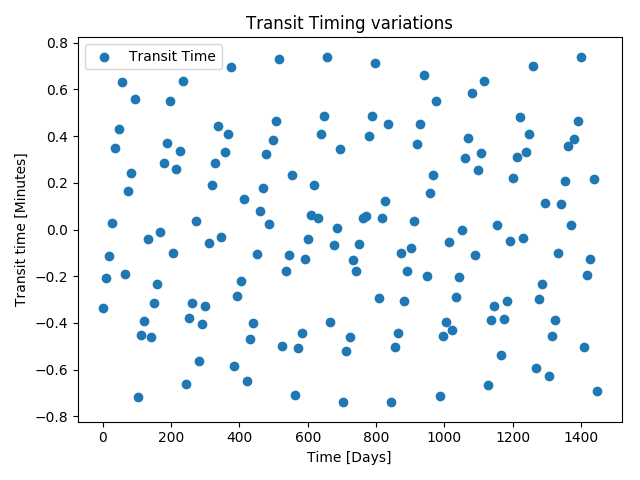 Transit Timing variations
Transit Time
Transit time [Minutes]
0.8
0.6
0.4
0.2
0.0
−0.2
−0.4
−0.6
−0.8
0 200 400 600 800 1000 1200 1400
Time [Days]